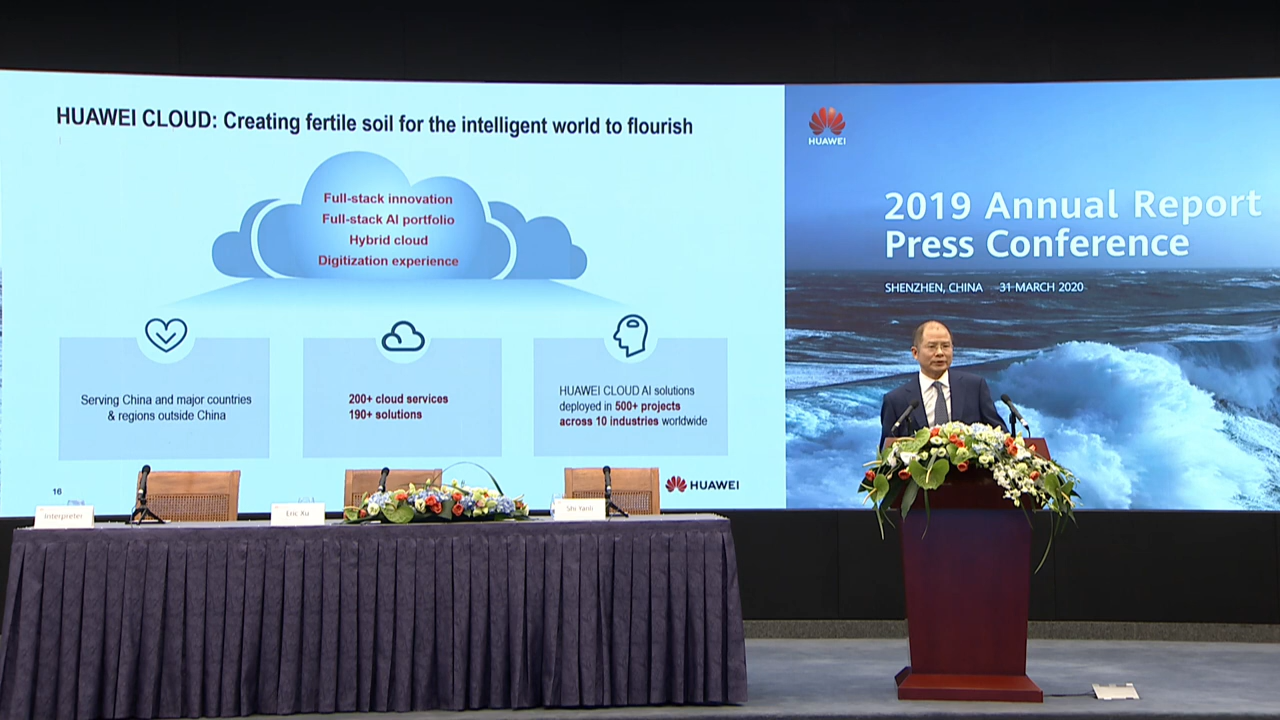 HUAWEI CLOUD: Creating fertile soil for the intelligent world to flourish
Full-stack innovation
Full-stack AI portfolio
Hybrid cloud
Digitization experience
Serving China and major countries
& regions outside China
200+ cloud services
190+ solutions
HUAWEI CLOUD AI solutions
deployed in 500+ projects
across 10 industries worldwide
16
HUAWEI
HUAWEI
2019 Annual Report
Press Conference
SHENZHEN, CHINA 31 MARCH 2020
Interpreter
Eric Xu
Shi Yanli